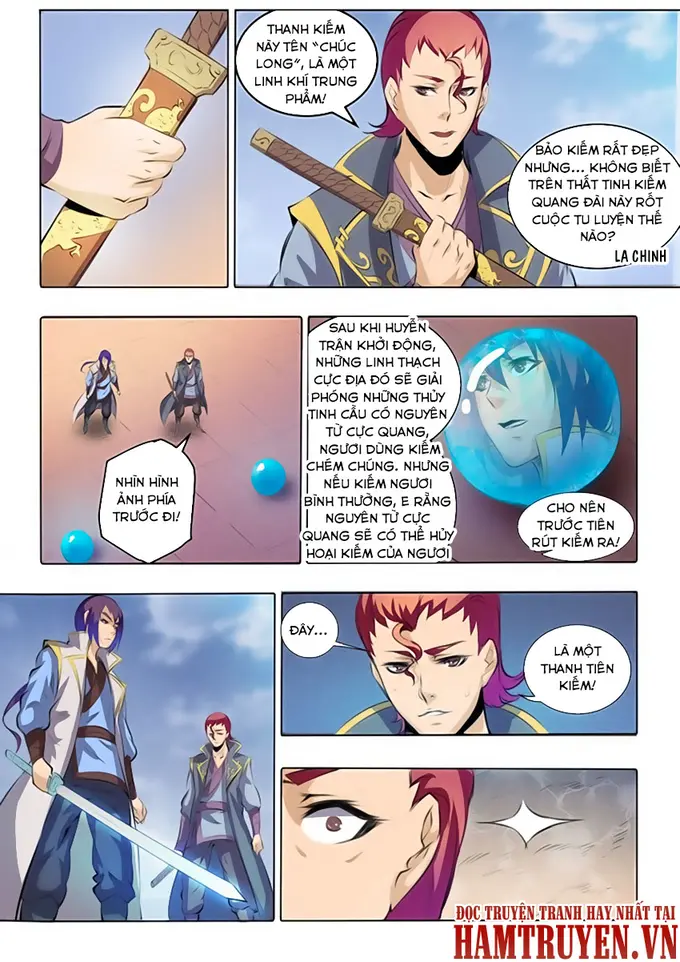 THANH KIẾM
NÀY TÊN “CHÚC
LONG”, LÀ MỘT
LINH KHÍ TRUNG
PHẨM!
BẢO KIẾM RẤT ĐẸP
NHƯNG... KHÔNG BIẾT
TRÊN THẤT TINH KIẾM
QUANG ĐÀI NÀY RỐT
CUỘC TU LUYỆN THẾ
NÀO?
LA CHINH
NHÌN HÌNH
ẢNH PHÍA
TRƯỚC ĐI!
SAU KHI HUYỄN
TRẬN KHỞI ĐỘNG,
NHỮNG LINH THẠCH
CỰC ĐỊA ĐÓ SẼ GIẢI
PHÓNG NHỮNG THỦY
TINH CẦU CÓ NGUYÊN
TỪ CỰC QUANG,
NGƯƠI DÙNG KIẾM
CHÉM CHÚNG. NHƯNG
NẾU KIẾM NGƯƠI
BÌNH THƯỜNG, E RẰNG
NGUYÊN TỪ CỰC
QUANG SẼ CÓ THỂ HỦY
HOẠI KIẾM CỦA NGƯƠI
CHO NÊN
TRƯỚC TIÊN
RÚT KIẾM RA!
ĐÂY...
LÀ MỘT
THANH TIÊN
KIẾM!
ĐỌC TRUYỆN TRANH HAY NHẤT TẠI
HAMTRUYEN.VN